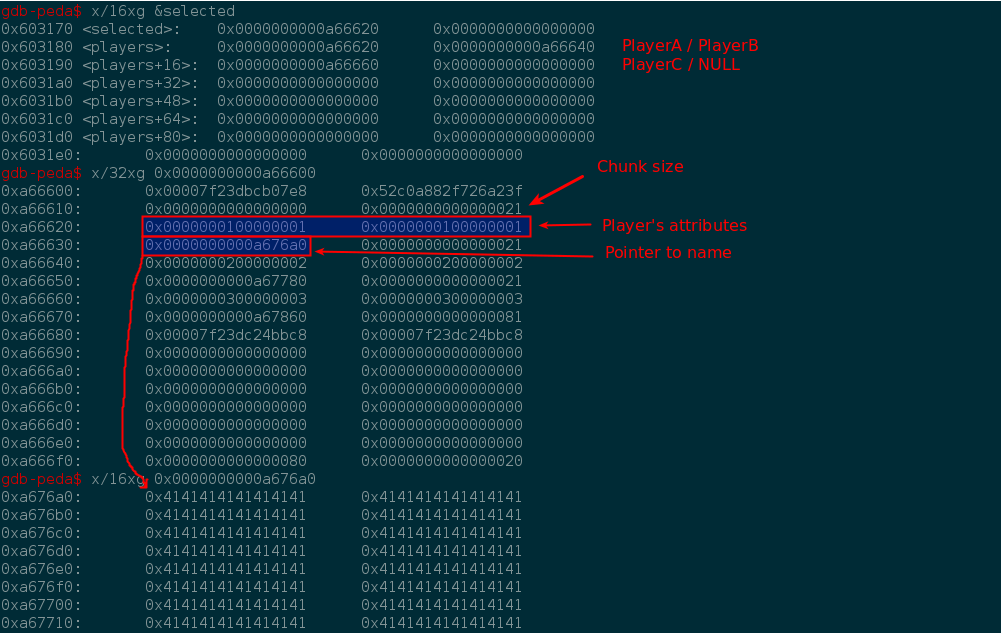 gdb-peda$ x/16xg &selected
0x603170 <selected>: 0x0000000000a66620 0x0000000000000000
0x603180 <players>: 0x0000000000a66620 0x0000000000a66640 PlayerA / PlayerB
0x603190 <players+16>: 0x0000000000a66660 0x0000000000000000 PlayerC / NULL
0x6031a0 <players+32>: 0x0000000000000000 0x0000000000000000
0x6031b0 <players+48>: 0x0000000000000000 0x0000000000000000
0x6031c0 <players+64>: 0x0000000000000000 0x0000000000000000
0x6031d0 <players+80>: 0x0000000000000000 0x0000000000000000
0x6031e0: 0x0000000000000000 0x0000000000000000
gdb-peda$ x/32xg 0x0000000000a66600
Chunk size
0xa66600: 0x00007f23dbcb07e8 0x52c0a882f726a23f
0xa66610: 0x0000000000000000 0x0000000000000021
0xa66620: 0x0000000100000001 0x0000000100000001 Player's attributes
0xa66630: 0x0000000000a676a0 0x0000000000000021 Pointer to name
0xa66640: 0x0000000200000002 0x0000000200000002
0xa66650: 0x0000000000a67780 0x0000000000000021
0xa66660: 0x0000000300000003 0x0000000300000003
0xa66670: 0x0000000000a67860 0x0000000000000081
0xa66680: 0x00007f23dc24bbc8 0x00007f23dc24bbc8
0xa66690: 0x0000000000000000 0x0000000000000000
0xa666a0: 0x0000000000000000 0x0000000000000000
0xa666b0: 0x0000000000000000 0x0000000000000000
0xa666c0: 0x0000000000000000 0x0000000000000000
0xa666d0: 0x0000000000000000 0x0000000000000000
0xa666e0: 0x0000000000000000 0x0000000000000000
0xa666f0: 0x0000000000000080 0x0000000000000020
gdb-peda$ x/16xg 0x0000000000a676a0
0xa676a0: 0x4141414141414141 0x4141414141414141
0xa676b0: 0x4141414141414141 0x4141414141414141
0xa676c0: 0x4141414141414141 0x4141414141414141
0xa676d0: 0x4141414141414141 0x4141414141414141
0xa676e0: 0x4141414141414141 0x4141414141414141
0xa676f0: 0x4141414141414141 0x4141414141414141
0xa67700: 0x4141414141414141 0x4141414141414141
0xa67710: 0x4141414141414141 0x4141414141414141